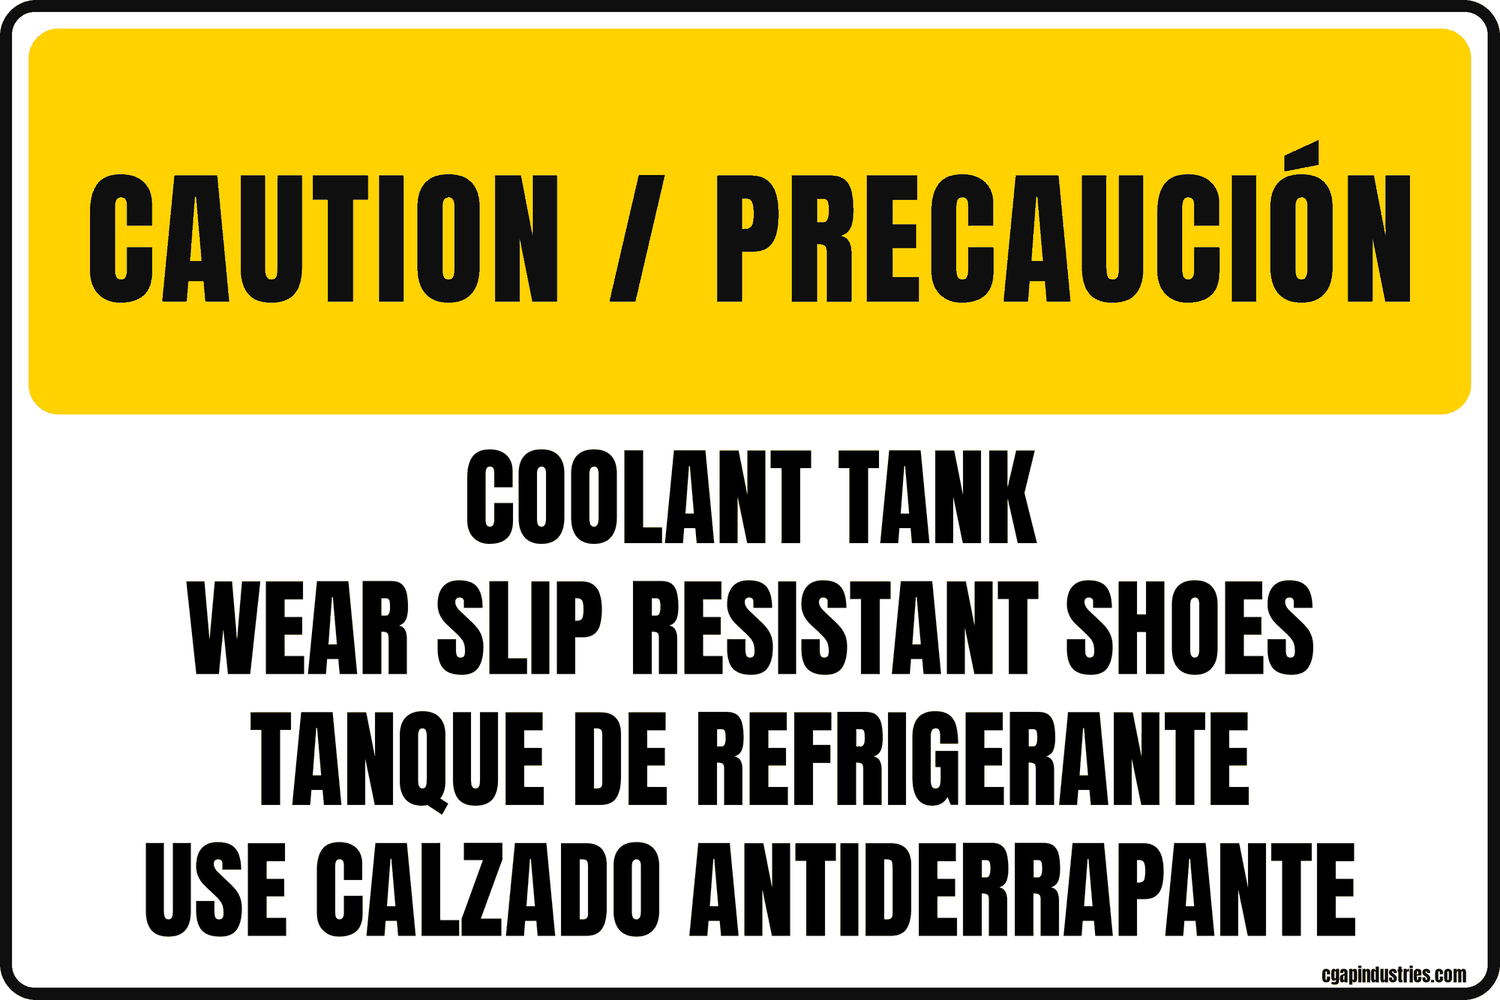 CAUTION / PRECAUCIÓN
COOLANT TANK
WEAR SLIP RESISTANT SHOES
TANQUE DE REFRIGERANTE
USE CALZADO ANTIDERRAPANTE
cgapindustries.com